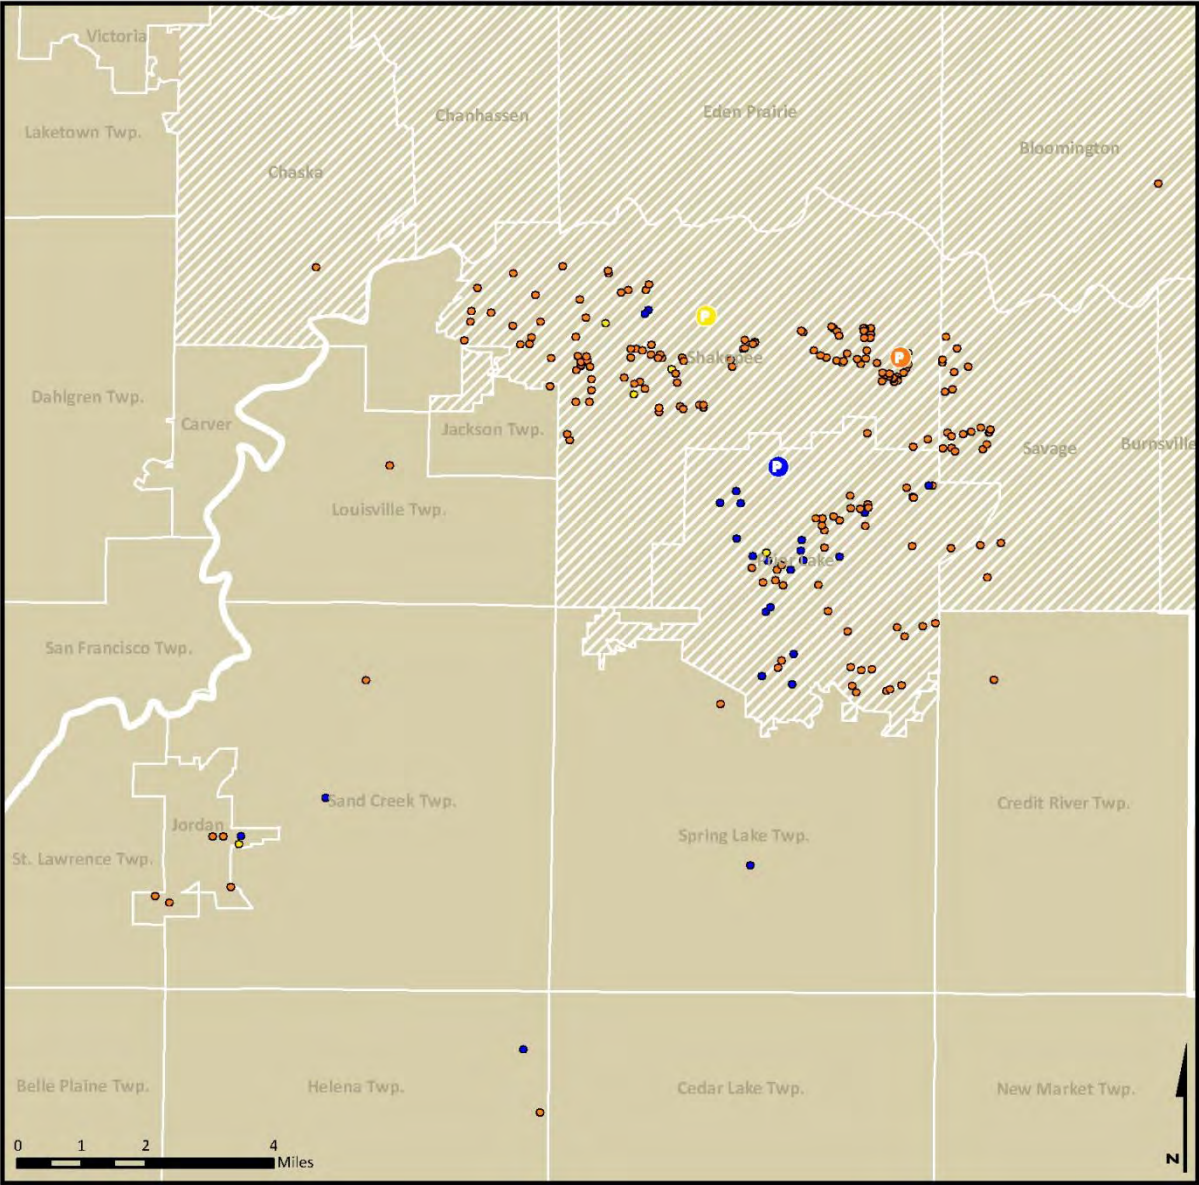 Victoria
Laketown Twp.
Chanhassen
Eden Prairie
Bloomington
Chaska
P
P
Shakopee
Dahlgren Twp.
Carver
Jackson Twp.
Savage
Burnsville
P
Louisville Twp.
Prior Lake
San Francisco Twp.
Sand Creek Twp.
Credit River Twp.
Jordan
Spring Lake Twp.
St. Lawrence Twp.
Belle Plaine Twp.
Helena Twp.
Cedar Lake Twp.
New Market Twp.
0 1 2 4
Miles
N